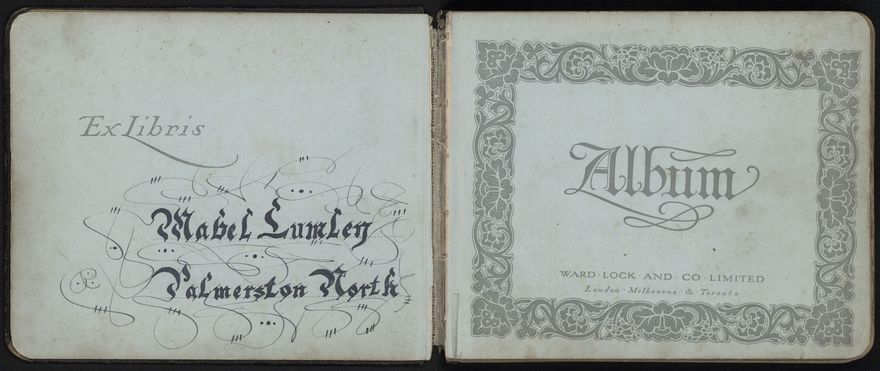 Ex Libris
Mabel Lumley
Palmerston North
Album
WARD · LOCK · AND · CO · LIMITED
London · Melbourne · & Toronto